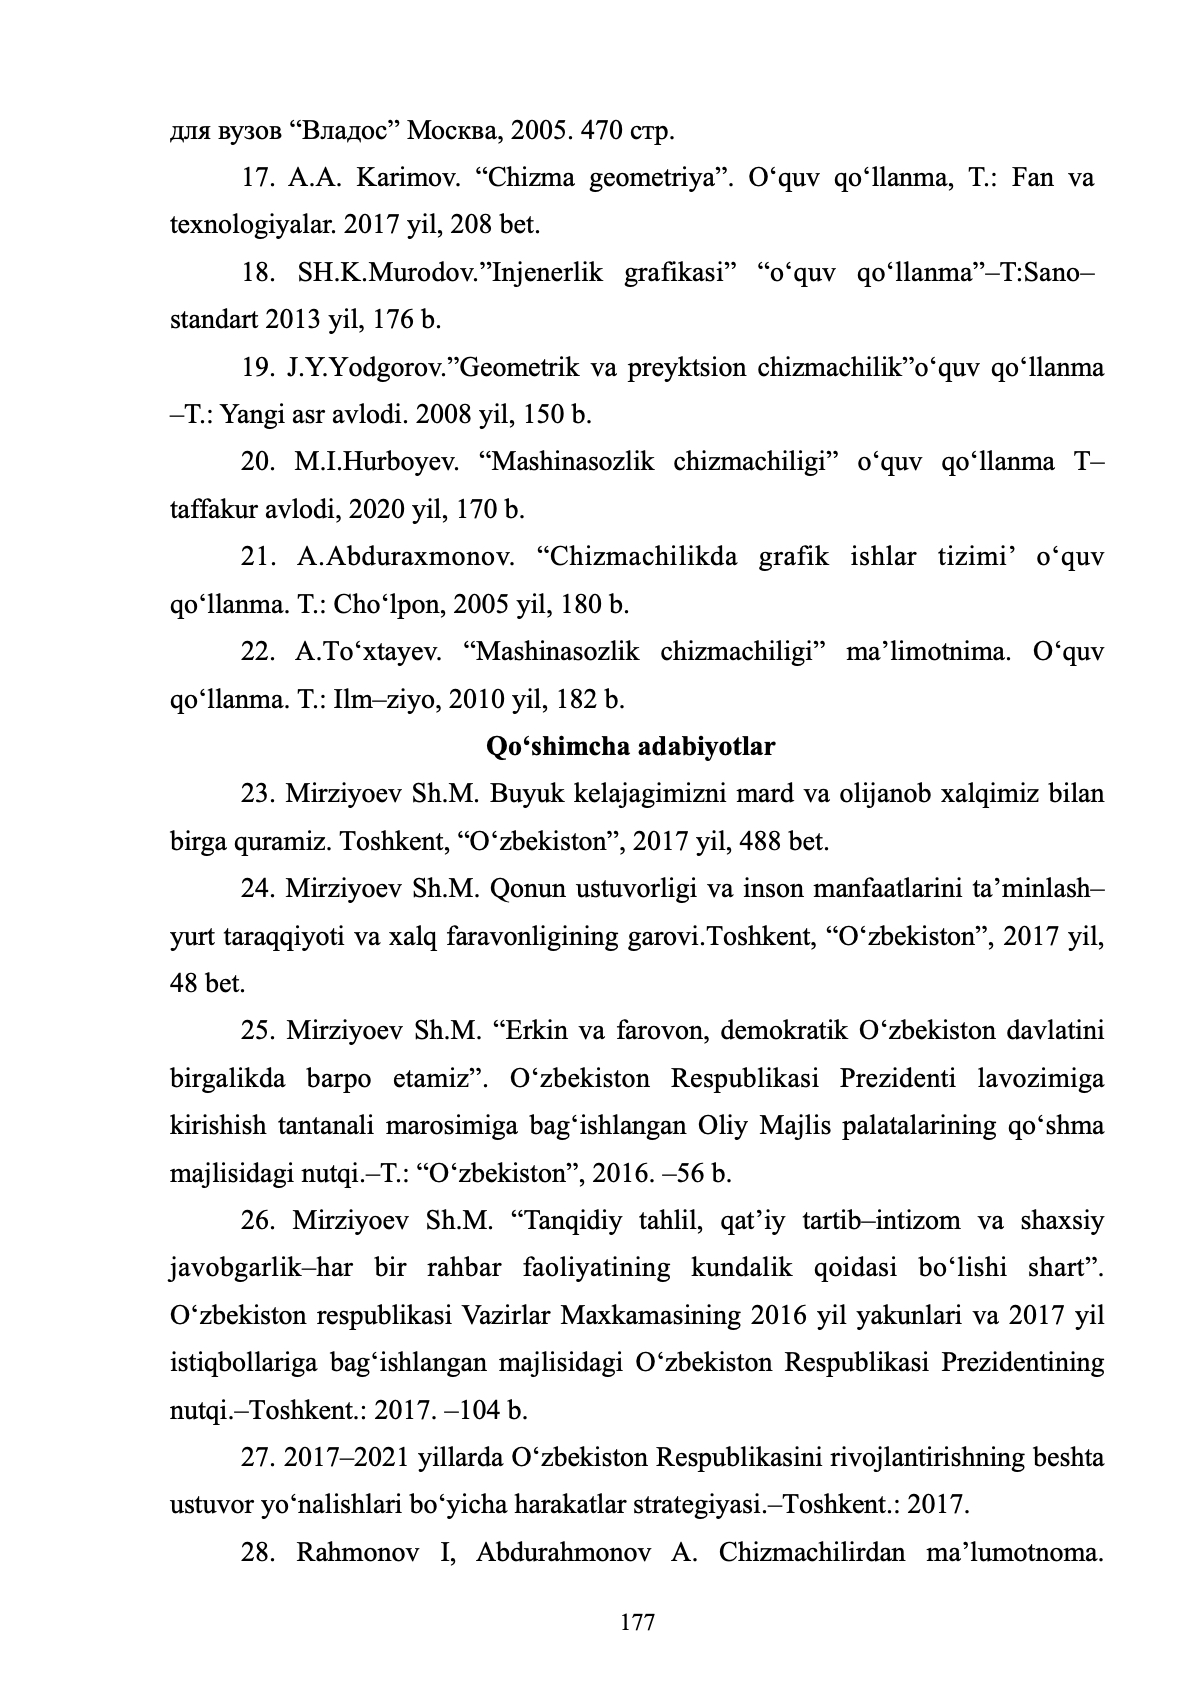 для вузов “Владос” Москва, 2005. 470 стр.
17. A.A. Karimov. “Chizma geometriya”. O‘quv qo‘llanma, T.: Fan va
texnologiyalar. 2017 yil, 208 bet.
18. SH.K.Murodov.”Injenerlik grafikasi” “o‘quv qo‘llanma”–T:Sano–
standart 2013 yil, 176 b.
19. J.Y.Yodgorov.”Geometrik va preyktsion chizmachilik”o‘quv qo‘llanma
–T.: Yangi asr avlodi. 2008 yil, 150 b.
20. M.I.Hurboyev. “Mashinasozlik chizmachiligi” o‘quv qo‘llanma T–
taffakur avlodi, 2020 yil, 170 b.
21. A.Abduraxmonov. “Chizmachilikda grafik ishlar tizimi’ o‘quv
qo‘llanma. T.: Cho‘lpon, 2005 yil, 180 b.
22. A.To‘xtayev. “Mashinasozlik chizmachiligi” ma’limotnima. O‘quv
qo‘llanma. T.: Ilm–ziyo, 2010 yil, 182 b.
Qo‘shimcha adabiyotlar
23. Mirziyoev Sh.M. Buyuk kelajagimizni mard va olijanob xalqimiz bilan
birga quramiz. Toshkent, “O‘zbekiston”, 2017 yil, 488 bet.
24. Mirziyoev Sh.M. Qonun ustuvorligi va inson manfaatlarini ta’minlash–
yurt taraqqiyoti va xalq faravonligining garovi.Toshkent, “O‘zbekiston”, 2017 yil,
48 bet.
25. Mirziyoev Sh.M. “Erkin va farovon, demokratik O‘zbekiston davlatini
birgalikda barpo etamiz”. O‘zbekiston Respublikasi Prezidenti lavozimiga
kirishish tantanali marosimiga bag‘ishlangan Oliy Majlis palatalarining qo‘shma
majlisidagi nutqi.–T.: “O‘zbekiston”, 2016. –56 b.
26. Mirziyoev Sh.M. “Tanqidiy tahlil, qat’iy tartib–intizom va shaxsiy
javobgarlik–har bir rahbar faoliyatining kundalik qoidasi bo‘lishi shart”.
O‘zbekiston respublikasi Vazirlar Maxkamasining 2016 yil yakunlari va 2017 yil
istiqbollariga bag‘ishlangan majlisidagi O‘zbekiston Respublikasi Prezidentining
nutqi.–Toshkent.: 2017. –104 b.
27. 2017–2021 yillarda O‘zbekiston Respublikasini rivojlantirishning beshta
ustuvor yo‘nalishlari bo‘yicha harakatlar strategiyasi.–Toshkent.: 2017.
28. Rahmonov I, Abdurahmonov A. Chizmachilirdan ma’lumotnoma.
177